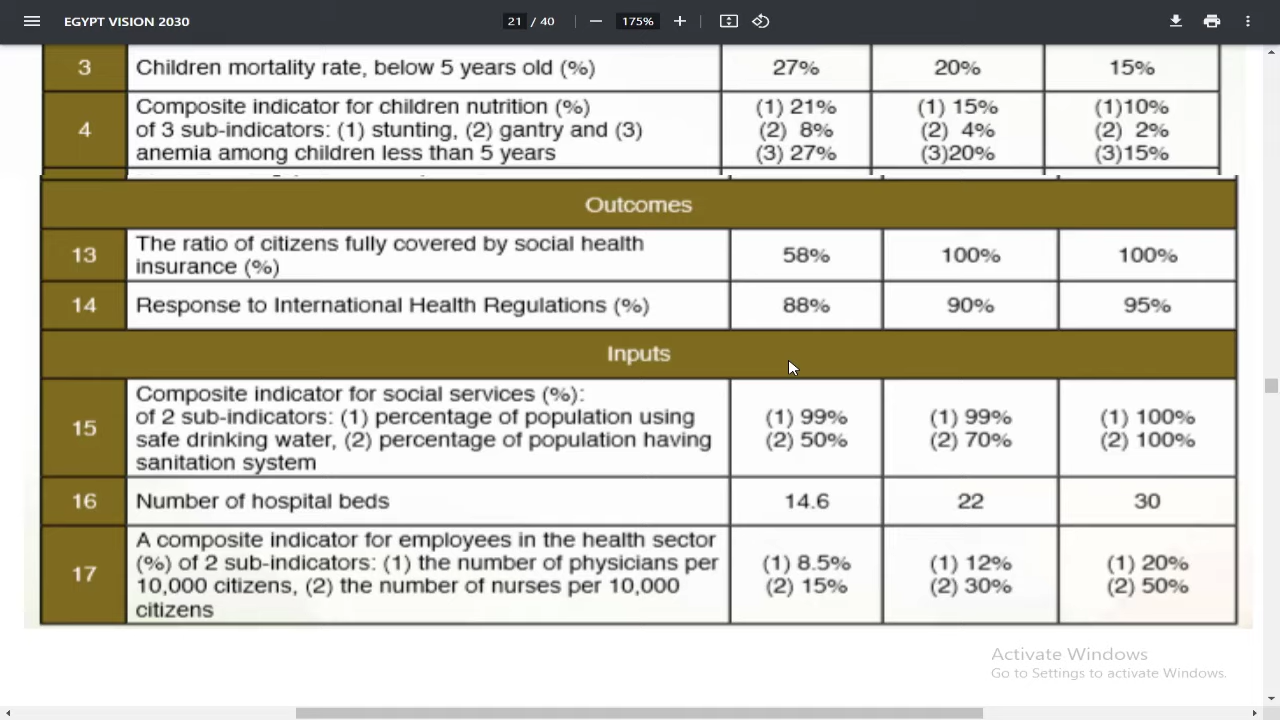 EGYPT VISION 2030
21 / 40
175%
3 Children mortality rate, below 5 years old (%) 27% 20% 15%
4
Composite indicator for children nutrition (%) (1) 21% (1) 15% (1)10%
of 3 sub-indicators: (1) stunting, (2) gantry and (3) (2) 8% (2) 4% (2) 2%
anemia among children less than 5 years (3) 27% (3)20% (3)15%
Outcomes
13
The ratio of citizens fully covered by social health
insurance (%)
58% 100% 100%
14 Response to International Health Regulations (%) 88% 90% 95%
Inputs
15
Composite indicator for social services (%):
of 2 sub-indicators: (1) percentage of population using (1) 99% (1) 99% (1) 100%
safe drinking water, (2) percentage of population having (2) 50% (2) 70% (2) 100%
sanitation system
16 Number of hospital beds 14.6 22 30
17
A composite indicator for employees in the health sector
(%) of 2 sub-indicators: (1) the number of physicians per (1) 8.5% (1) 12% (1) 20%
10,000 citizens, (2) the number of nurses per 10,000 (2) 15% (2) 30% (2) 50%
citizens
Activate Windows
Go to Settings to activate Windows.